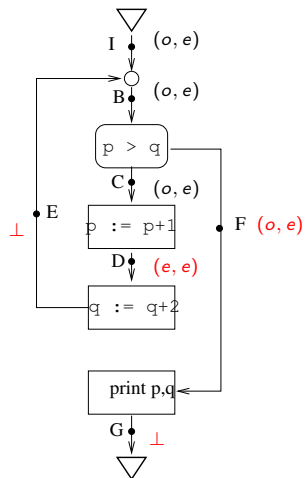 I (o, e)
B (o, e)
p > q
C (o, e)
p := p+1
E
⊥
F (o, e)
D (e, e)
q := q+2
print p,q
G ⊥